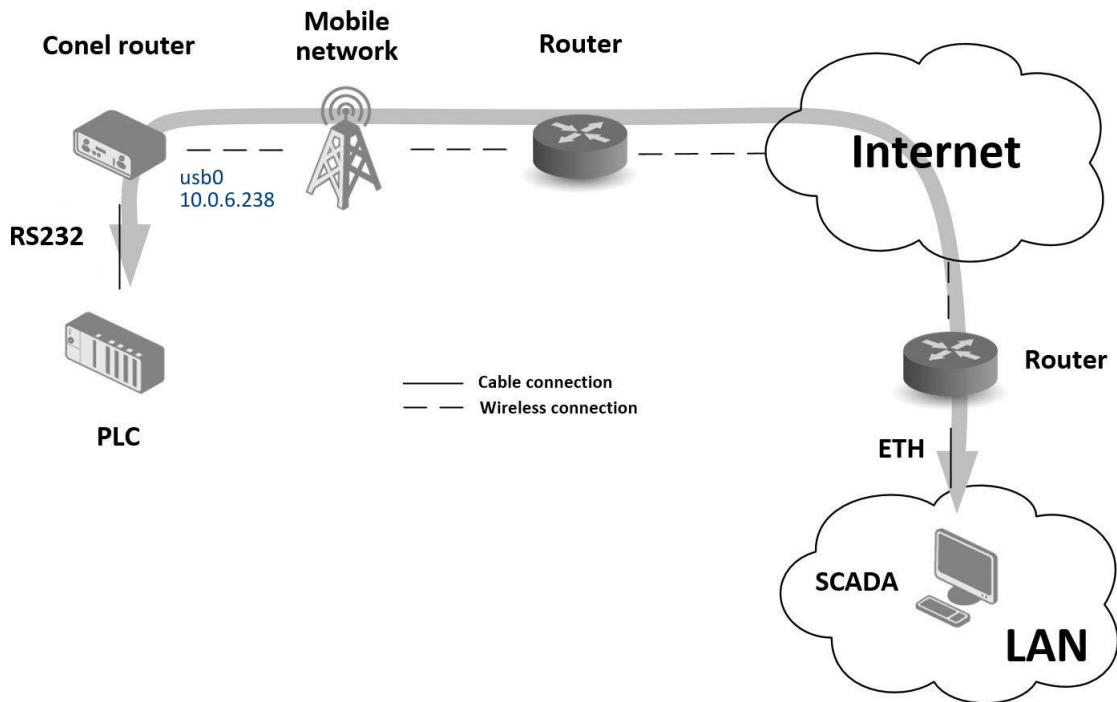 Conel router
Mobile
network
Router
Internet
usb0
10.0.6.238
RS232
Router
Cable connection
Wireless connection
PLC
ETH
SCADA
LAN